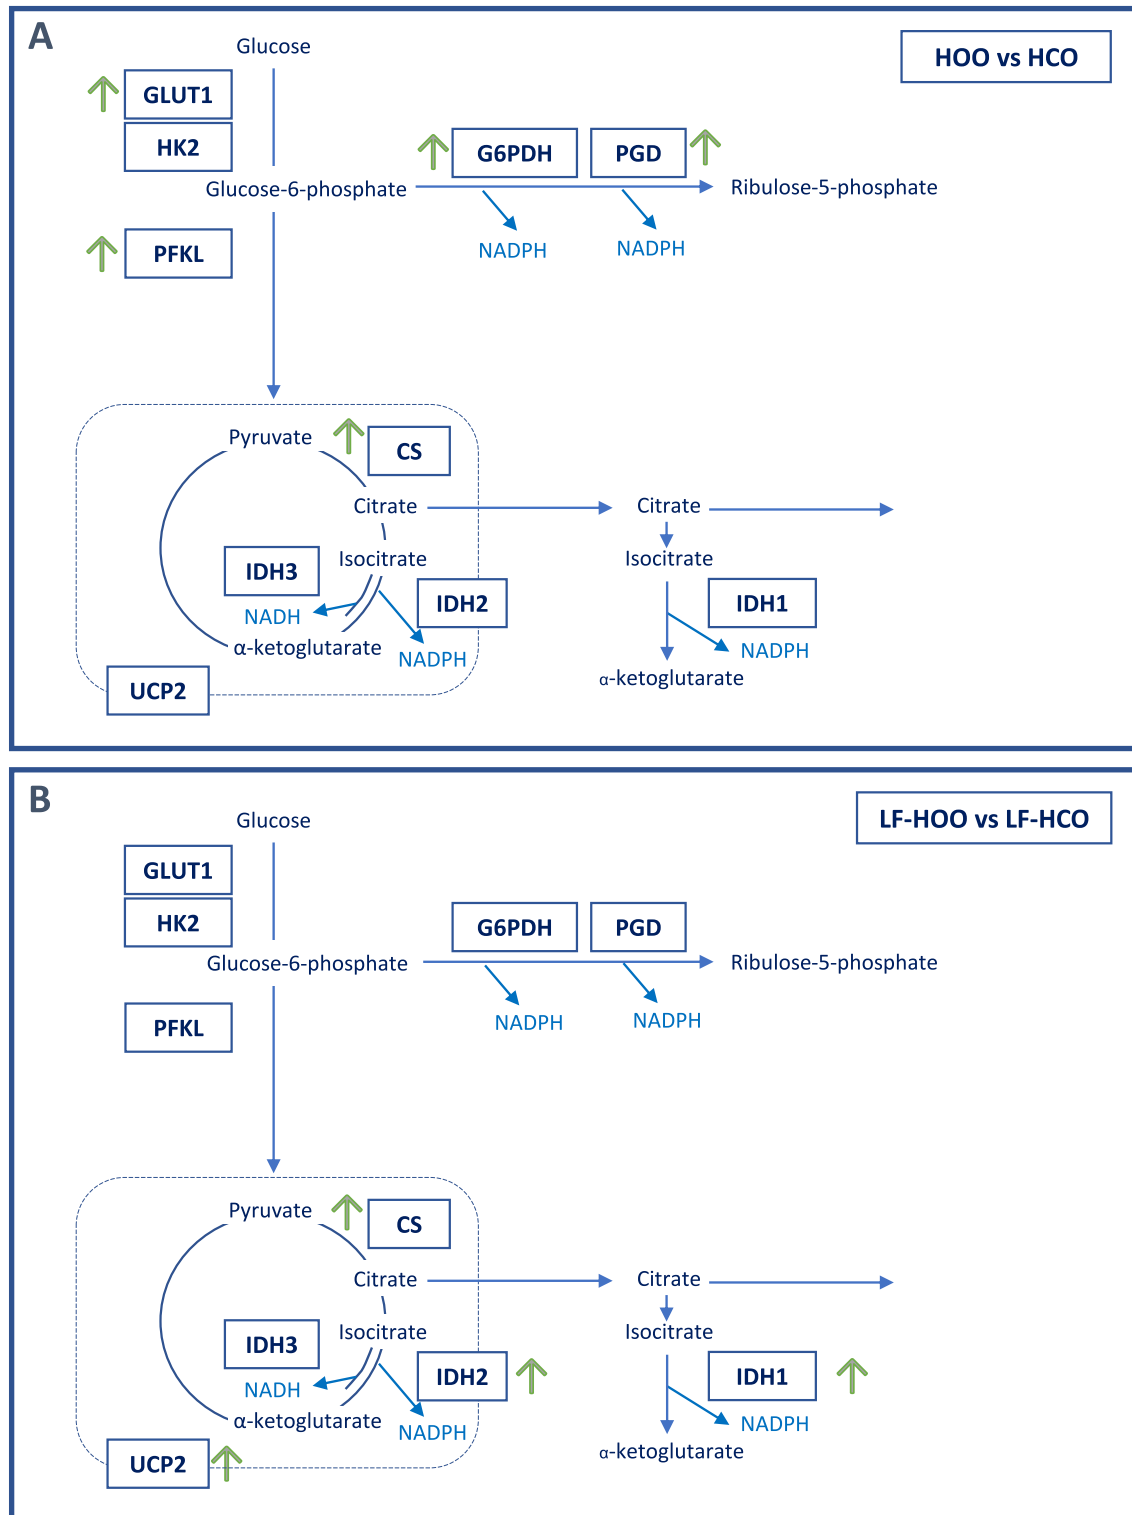 A
HOO vs HCO
Glucose
GLUT1
HK2
G6PDH
PGD
Glucose-6-phosphate
Ribulose-5-phosphate
NADPH
NADPH
PFKL
Pyruvate
CS
Citrate
Citrate
Isocitrate
Isocitrate
IDH3
IDH2
IDH1
NADH
α-ketoglutarate
NADPH
NADPH
α-ketoglutarate
UCP2
B
LF-HOO vs LF-HCO
Glucose
GLUT1
HK2
G6PDH
PGD
Glucose-6-phosphate
Ribulose-5-phosphate
NADPH
NADPH
PFKL
Pyruvate
CS
Citrate
Citrate
Isocitrate
Isocitrate
IDH3
IDH2
IDH1
NADH
α-ketoglutarate
NADPH
NADPH
α-ketoglutarate
UCP2